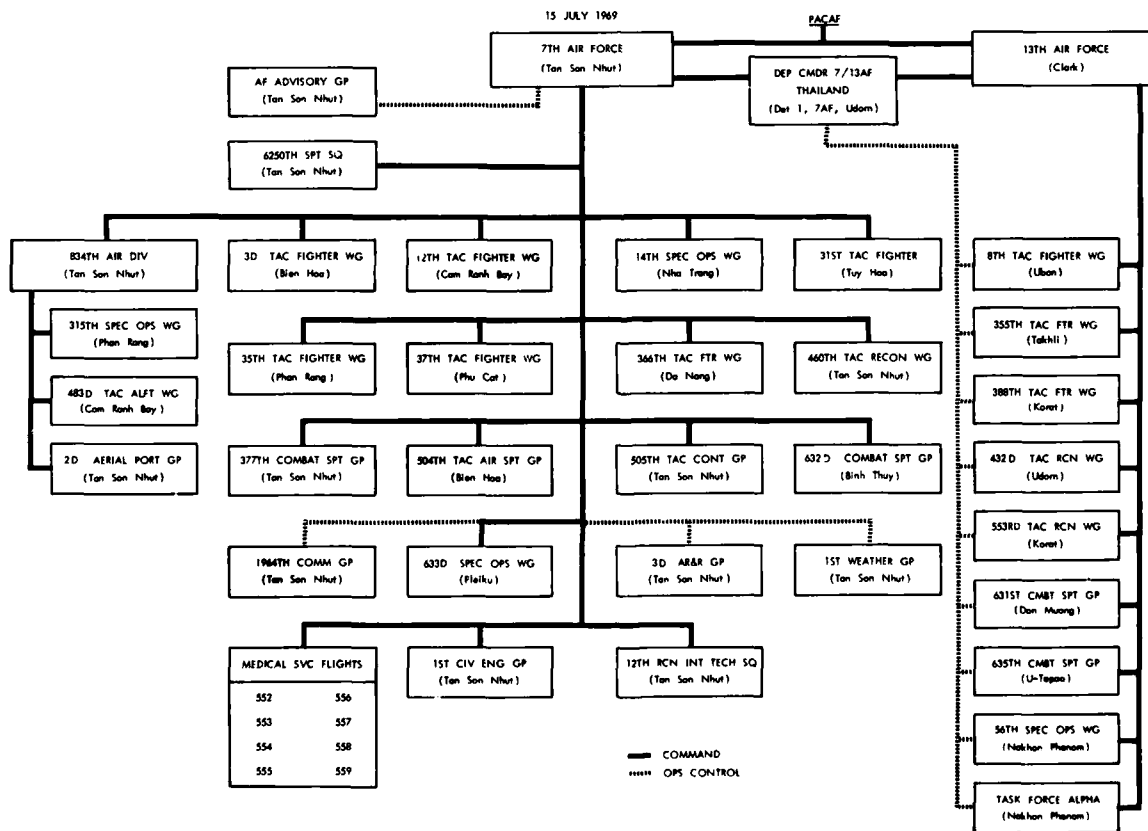 15 JULY 1969
PACAF
7TH AIR FORCE
(Tan Son Nhut)
13TH AIR FORCE
(Clark)
DEP CMDR 7/13AF
THAILAND
(Det 1, 7AF, Udorn)
AF ADVISORY GP
(Tan Son Nhut)
6250TH SPT SQ
(Tan Son Nhut)
834TH AIR DIV
(Tan Son Nhut)
3D TAC FIGHTER WG
(Bien Hoa)
12TH TAC FIGHTER WG
(Cam Ranh Bay)
14TH SPEC OPS WG
(Nha Trang)
31ST TAC FIGHTER
(Tuy Hoa)
8TH TAC FIGHTER WG
(Ubon)
315TH SPEC OPS WG
(Phan Rang)
35TH TAC FIGHTER WG
(Phan Rang)
37TH TAC FIGHTER WG
(Phu Cat)
366TH TAC FTR WG
(Da Nang)
460TH TAC RECON WG
(Tan Son Nhut)
355TH TAC FTR WG
(Takhli)
483D TAC ALFT WG
(Cam Ranh Bay)
388TH TAC FTR WG
(Korat)
2D AERIAL PORT GP
(Tan Son Nhut)
377TH COMBAT SPT GP
(Tan Son Nhut)
504TH TAC AIR SPT GP
(Bien Hoa)
505TH TAC CONT GP
(Tan Son Nhut)
632D COMBAT SPT GP
(Binh Thuy)
432D TAC RCN WG
(Udorn)
553RD TAC RCN WG
(Korat)
1964TH COMM GP
(Tan Son Nhut)
633D SPEC OPS WG
(Pleiku)
3D AR&R GP
(Tan Son Nhut)
1ST WEATHER GP
(Tan Son Nhut)
631ST CMBT SPT GP
(Don Muang)
MEDICAL SVC FLIGHTS
552 556
553 557
554 558
555 559
1ST CIV ENG GP
(Tan Son Nhut)
12TH RCN INT TECH SQ
(Tan Son Nhut)
635TH CMBT SPT GP
(U-Tapao)
56TH SPEC OPS WG
(Nakhon Phanom)
TASK FORCE ALPHA
(Nakhon Phanom)
COMMAND
OPS CONTROL